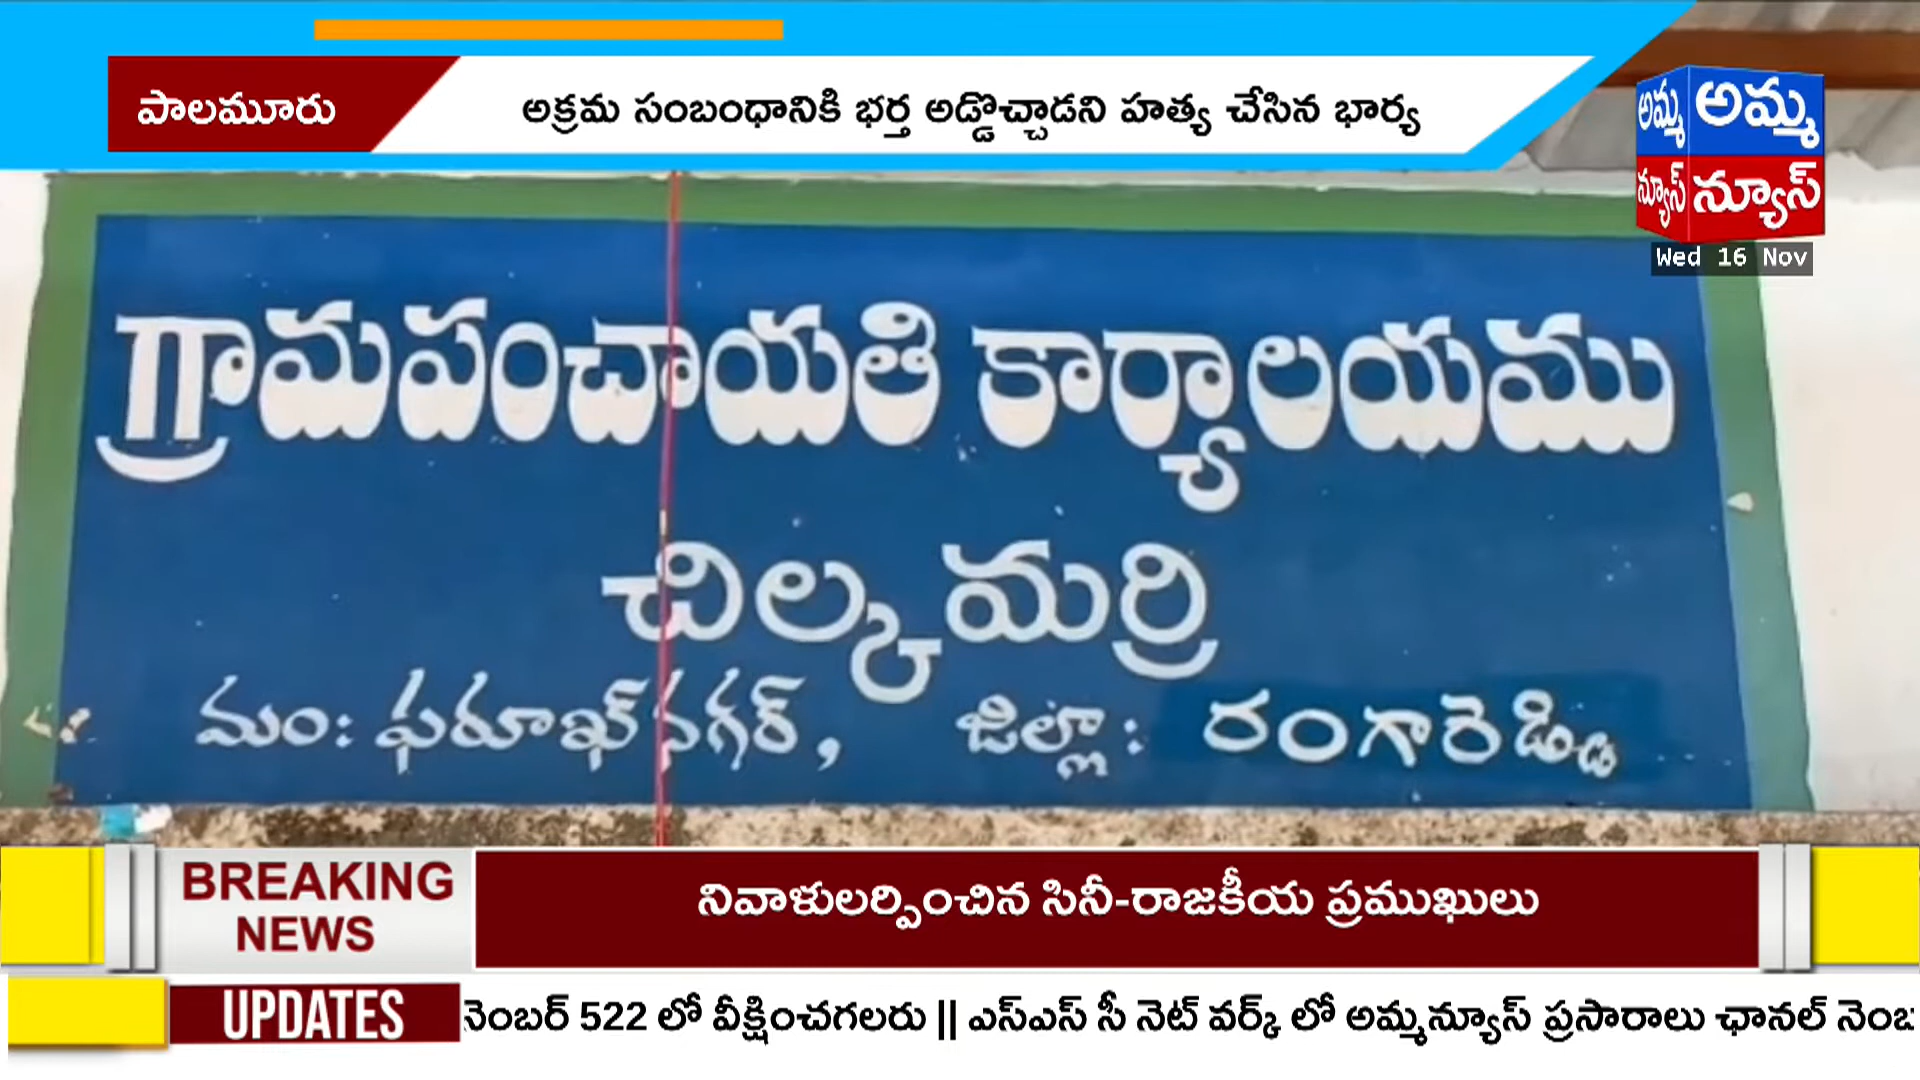 పాలమూరు
అక్రమ సంబంధానికి భర్త అడ్డొచ్చాడని హత్య చేసిన భార్య
అమ్మ అమ్మ
న్యూస్ న్యూస్
Wed 16 Nov
గ్రామపంచాయతి కార్యాలయము
చిల్కమర్రి
మం: ఫరూఖ్‌నగర్, జిల్లా: రంగారెడ్డి
BREAKING
NEWS
నివాళులర్పించిన సినీ-రాజకీయ ప్రముఖులు
UPDATES
నెంబర్ 522 లో వీక్షించగలరు || ఎస్ఎస్ సీ నెట్ వర్క్ లో అమ్మన్యూస్ ప్రసారాలు ఛానల్